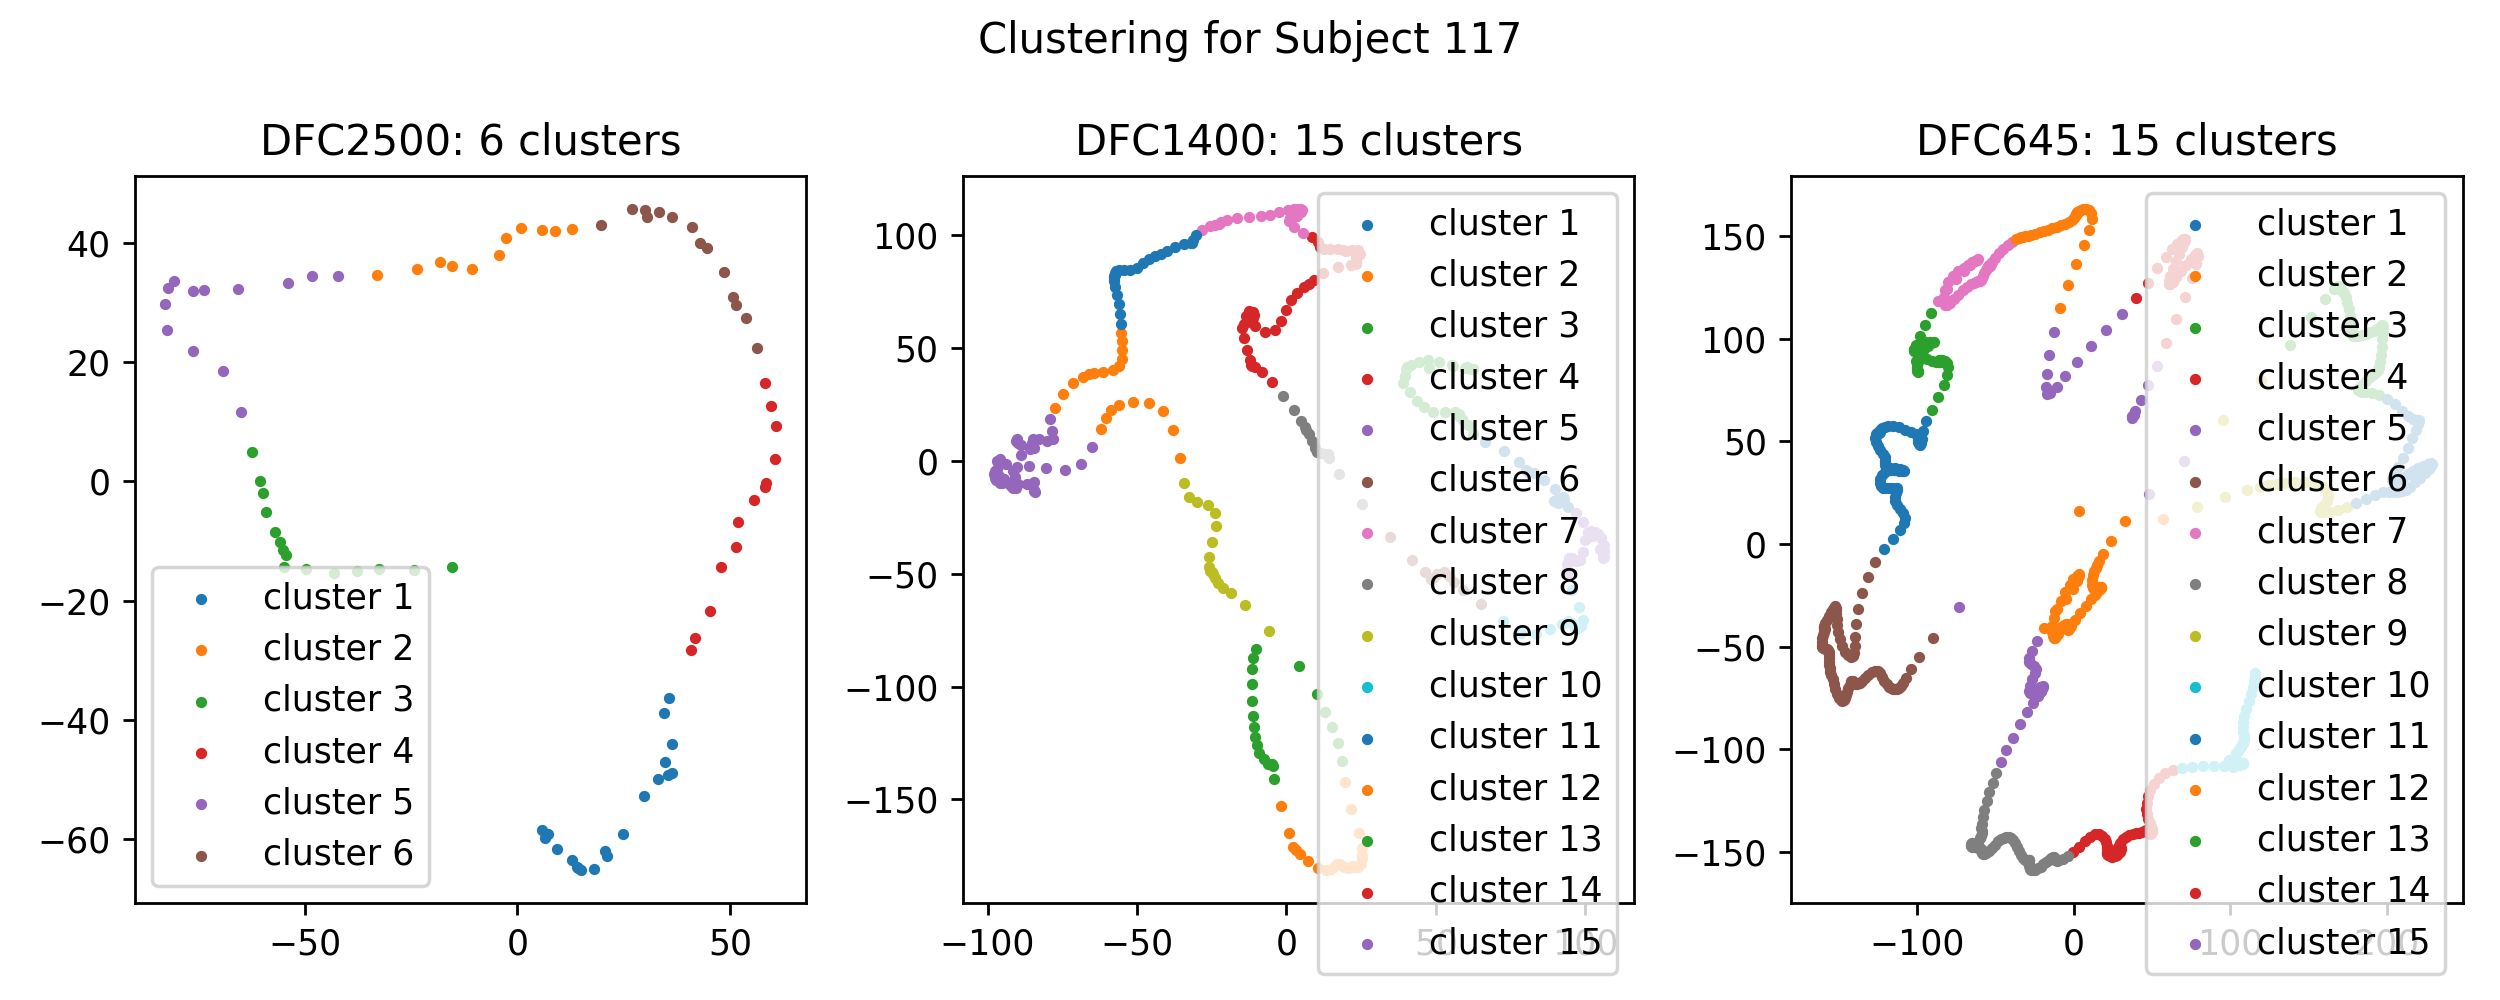 Clustering for Subject 117
DFC2500: 6 clusters
40
20
0
−20
−40
−60
−50
0
50
cluster 1
cluster 2
cluster 3
cluster 4
cluster 5
cluster 6
DFC1400: 15 clusters
100
50
0
−50
−100
−150
−100
−50
0
50
100
cluster 1
cluster 2
cluster 3
cluster 4
cluster 5
cluster 6
cluster 7
cluster 8
cluster 9
cluster 10
cluster 11
cluster 12
cluster 13
cluster 14
cluster 15
DFC645: 15 clusters
150
100
50
0
−50
−100
−150
−100
0
100
200
cluster 1
cluster 2
cluster 3
cluster 4
cluster 5
cluster 6
cluster 7
cluster 8
cluster 9
cluster 10
cluster 11
cluster 12
cluster 13
cluster 14
cluster 15